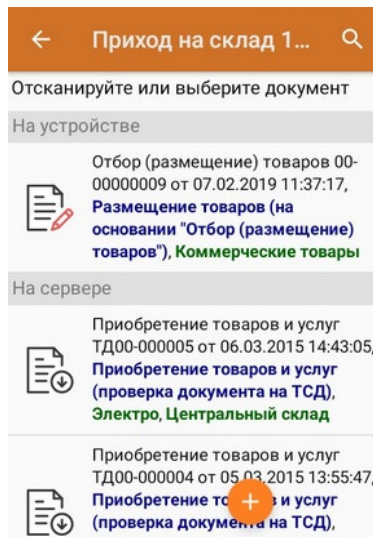 Приход на склад 1...
Отсканируйте или выберите документ
На устройстве
Отбор (размещение) товаров 00-
00000009 от 07.02.2019 11:37:17,
Размещение товаров (на
основании "Отбор (размещение)
товаров"), Коммерческие товары
На сервере
Приобретение товаров и услуг
ТД00-000005 от 06.03.2015 14:43:05,
Приобретение товаров и услуг
(проверка документа на ТСД),
Электро, Центральный склад
Приобретение товаров и услуг
ТД00-000004 от 05.03.2015 13:55:47,
Приобретение в и услуг
(проверка документа на ТСД),